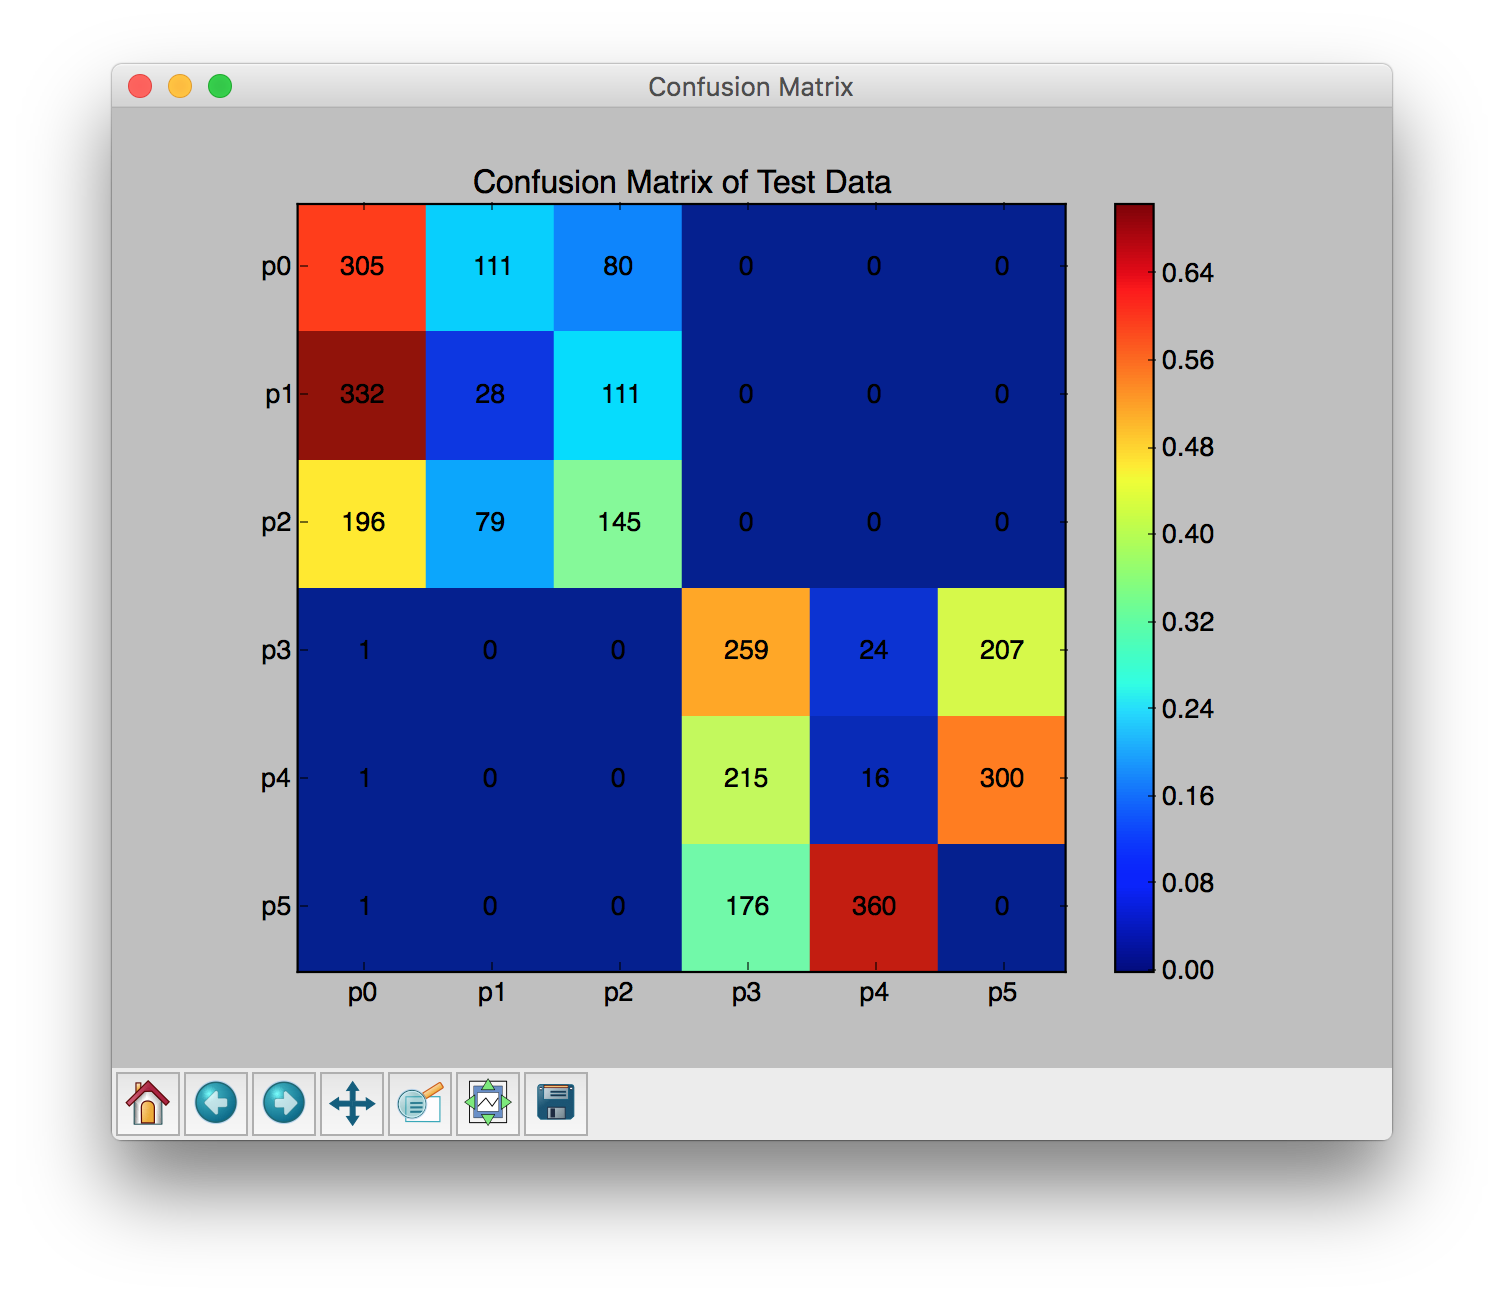 Confusion Matrix
Confusion Matrix of Test Data
p0 305 111 80 0 0 0
p1 332 28 111 0 0 0
p2 196 79 145 0 0 0
p3 1 0 0 259 24 207
p4 1 0 0 215 16 300
p5 1 0 0 176 360 0
p0 p1 p2 p3 p4 p5
0.64
0.56
0.48
0.40
0.32
0.24
0.16
0.08
0.00